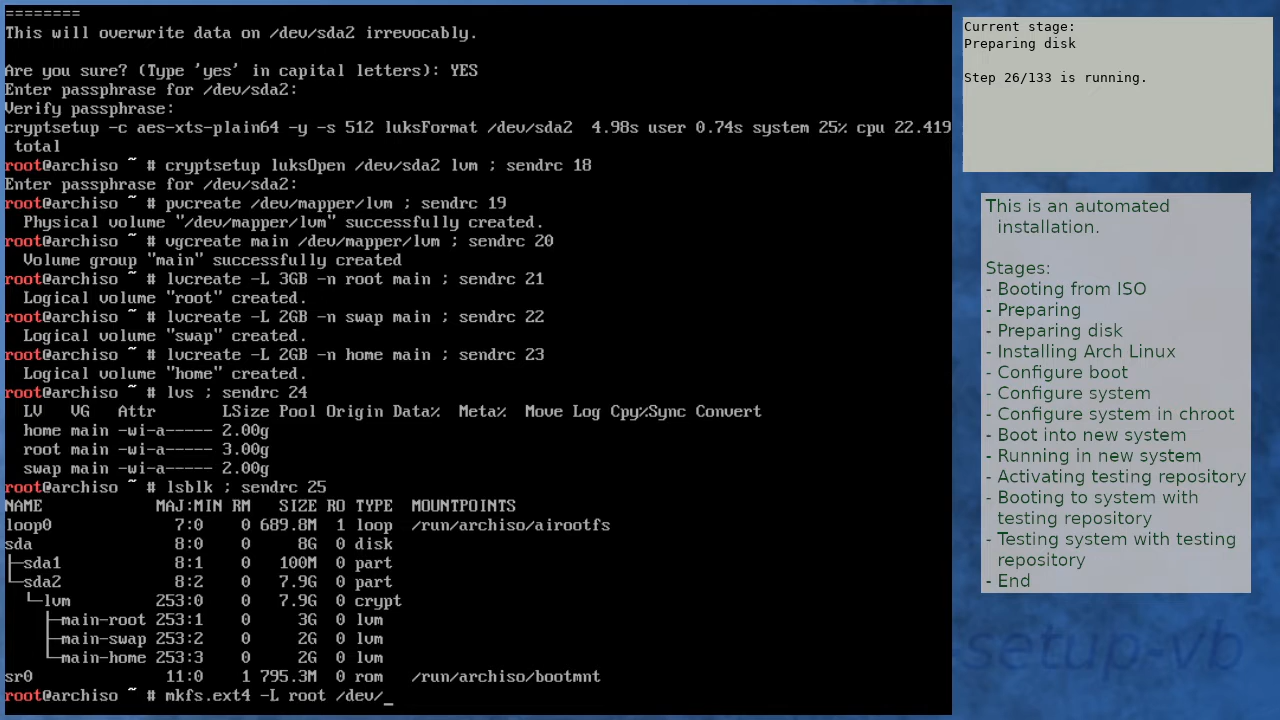 ========
This will overwrite data on /dev/sda2 irrevocably.
Are you sure? (Type 'yes' in capital letters): YES
Enter passphrase for /dev/sda2:
Verify passphrase:
cryptsetup -c aes-xts-plain64 -y -s 512 luksFormat /dev/sda2  4.98s user 0.74s system 25% cpu 22.419
 total
root@archiso ~ # cryptsetup luksOpen /dev/sda2 lvm ; sendrc 18
Enter passphrase for /dev/sda2:
root@archiso ~ # pvcreate /dev/mapper/lvm ; sendrc 19
  Physical volume "/dev/mapper/lvm" successfully created.
root@archiso ~ # vgcreate main /dev/mapper/lvm ; sendrc 20
  Volume group "main" successfully created
root@archiso ~ # lvcreate -L 3GB -n root main ; sendrc 21
  Logical volume "root" created.
root@archiso ~ # lvcreate -L 2GB -n swap main ; sendrc 22
  Logical volume "swap" created.
root@archiso ~ # lvcreate -L 2GB -n home main ; sendrc 23
  Logical volume "home" created.
root@archiso ~ # lvs ; sendrc 24
  LV   VG   Attr       LSize Pool Origin Data%  Meta%  Move Log Cpy%Sync Convert
  home main -wi-a----- 2.00g
  root main -wi-a----- 3.00g
  swap main -wi-a----- 2.00g
root@archiso ~ # lsblk ; sendrc 25
NAME            MAJ:MIN RM   SIZE RO TYPE  MOUNTPOINTS
loop0             7:0    0 689.8M  1 loop  /run/archiso/airootfs
sda               8:0    0     8G  0 disk
├─sda1            8:1    0   100M  0 part
└─sda2            8:2    0   7.9G  0 part
  └─lvm         253:0    0   7.9G  0 crypt
    ├─main-root 253:1    0     3G  0 lvm
    ├─main-swap 253:2    0     2G  0 lvm
    └─main-home 253:3    0     2G  0 lvm
sr0              11:0    1 795.3M  0 rom   /run/archiso/bootmnt
root@archiso ~ # mkfs.ext4 -L root /dev/_
Current stage:
Preparing disk
Step 26/133 is running.
This is an automated
installation.
Stages:
- Booting from ISO
- Preparing
- Preparing disk
- Installing Arch Linux
- Configure boot
- Configure system
- Configure system in chroot
- Boot into new system
- Running in new system
- Activating testing repository
- Booting to system with
testing repository
- Testing system with testing
repository
- End
setup-vb